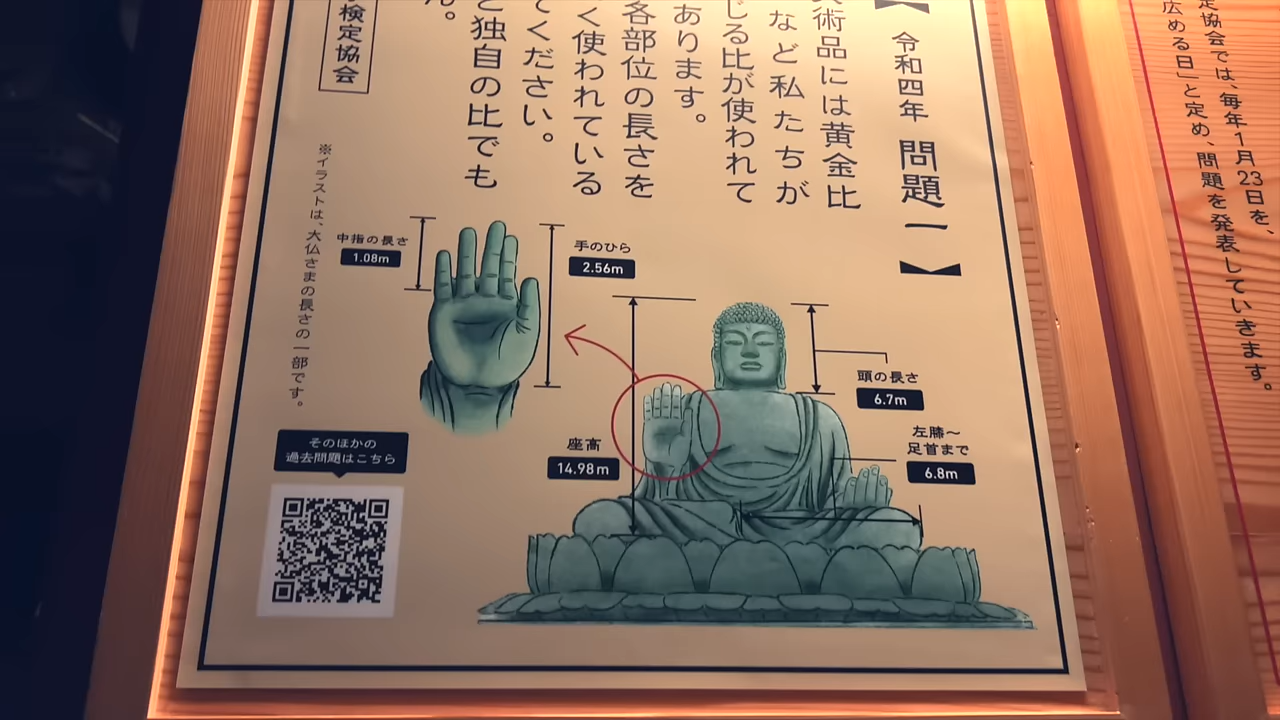 定協会では、毎年1月23日を、
広める日」と定め、問題を発表していきます。
【令和四年 問題一】
美術品には黄金比
など私たちが
じる比が使われて
あります。
各部位の長さを
く使われている
てください。
と独自の比でも
ん。
検定協会
※イラストは、大仏さまの長さの一部です。
中指の長さ
1.08m
手のひら
2.56m
頭の長さ
6.7m
座高
14.98m
左膝〜
足首まで
6.8m
そのほかの
過去問題はこちら